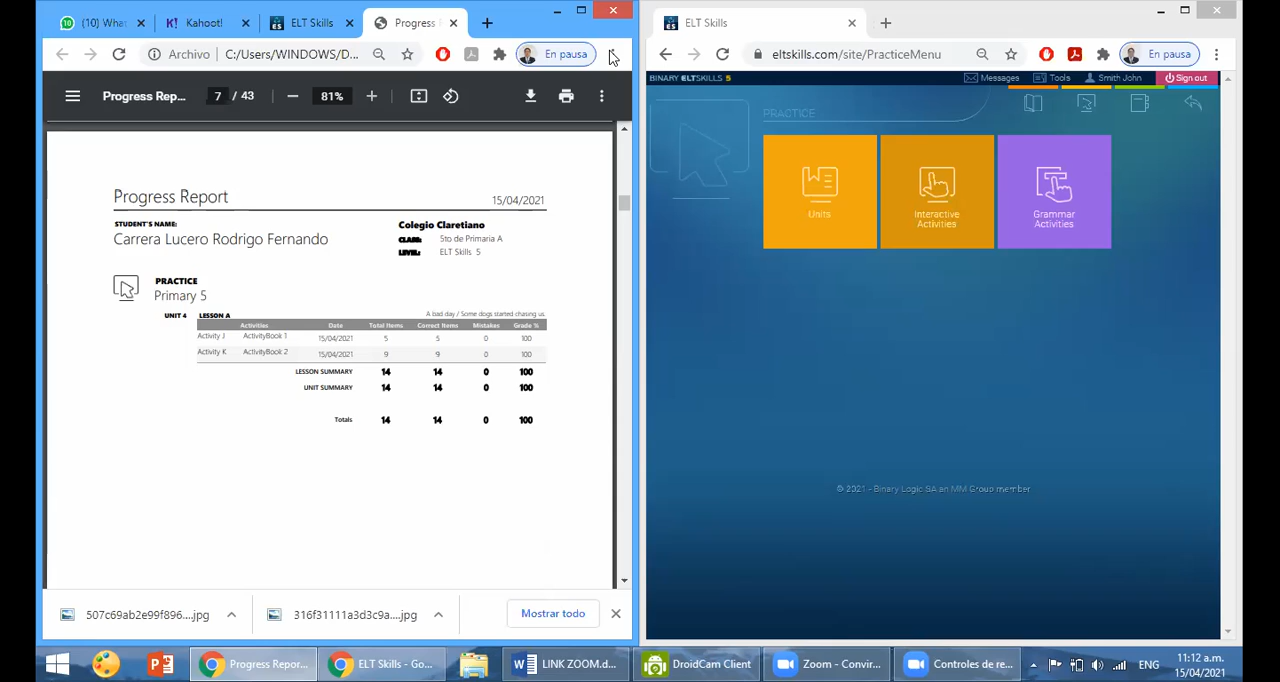 (10) Wha
Kahoot!
ELT Skills
Progress
ELT Skills
Archivo
C:/Users/WINDOWS/D...
En pausa
eltskills.com/site/PracticeMenu
En pausa
Progress Rep...
7 / 43
81%
BINARY ELTSKILLS 5
Messages
Tools
Smith John
Sign out
PRACTICE
Units
Interactive
Activities
Grammar
Activities
© 2021 - Binary Logic SA an MM Group member
Progress Report
15/04/2021
STUDENT'S NAME:
Carrera Lucero Rodrigo Fernando
Colegio Claretiano
CLASS: 5to de Primaria A
LEVEL: ELT Skills 5
PRACTICE
Primary 5
UNIT 4 LESSON A A bad day / Some dogs started chasing us.
Activities Date Total Items Correct Items Mistakes Grade %
Activity J ActivityBook 1 15/04/2021 5 5 0 100
Activity K ActivityBook 2 15/04/2021 9 9 0 100
LESSON SUMMARY 14 14 0 100
UNIT SUMMARY 14 14 0 100
Totals 14 14 0 100
507c69ab2e99f896....jpg
316f31111a3d3c9a....jpg
Mostrar todo
Progress Repor...
ELT Skills - Go...
LINK ZOOM.d...
DroidCam Client
Zoom - Convir...
Controles de re...
ENG
11:12 a.m.
15/04/2021